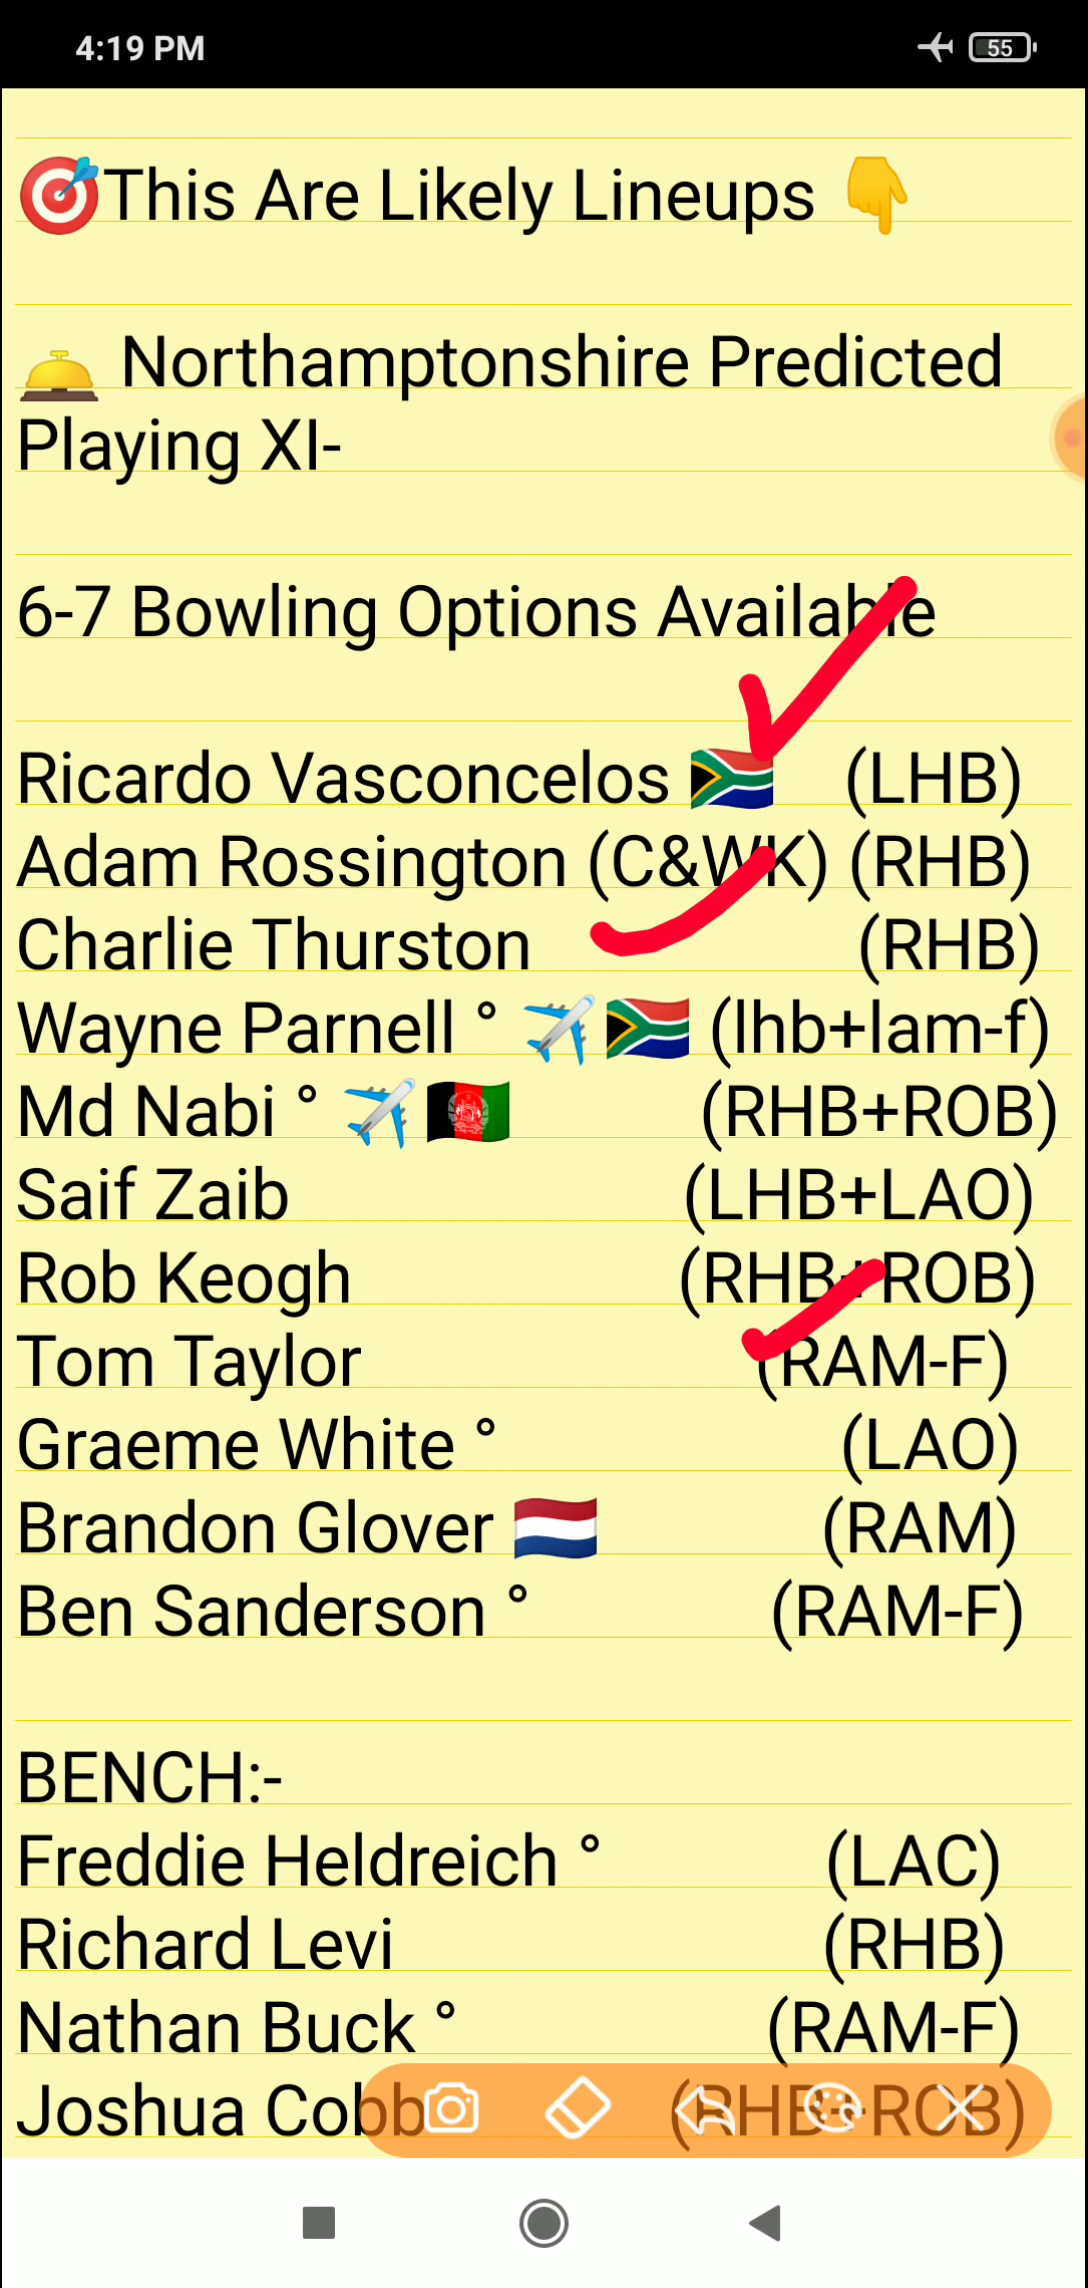 4:19 PM 55
🎯This Are Likely Lineups 👇
🛎 Northamptonshire Predicted
Playing XI-
6-7 Bowling Options Available
Ricardo Vasconcelos 🇿🇦 (LHB)
Adam Rossington (C&WK) (RHB)
Charlie Thurston (RHB)
Wayne Parnell ° ✈️🇿🇦 (lhb+lam-f)
Md Nabi ° ✈️🇦🇫 (RHB+ROB)
Saif Zaib (LHB+LAO)
Rob Keogh (RHB+ROB)
Tom Taylor (RAM-F)
Graeme White ° (LAO)
Brandon Glover 🇳🇱 (RAM)
Ben Sanderson ° (RAM-F)
BENCH:-
Freddie Heldreich ° (LAC)
Richard Levi (RHB)
Nathan Buck ° (RAM-F)
Joshua Cobb (RHB+ROB)